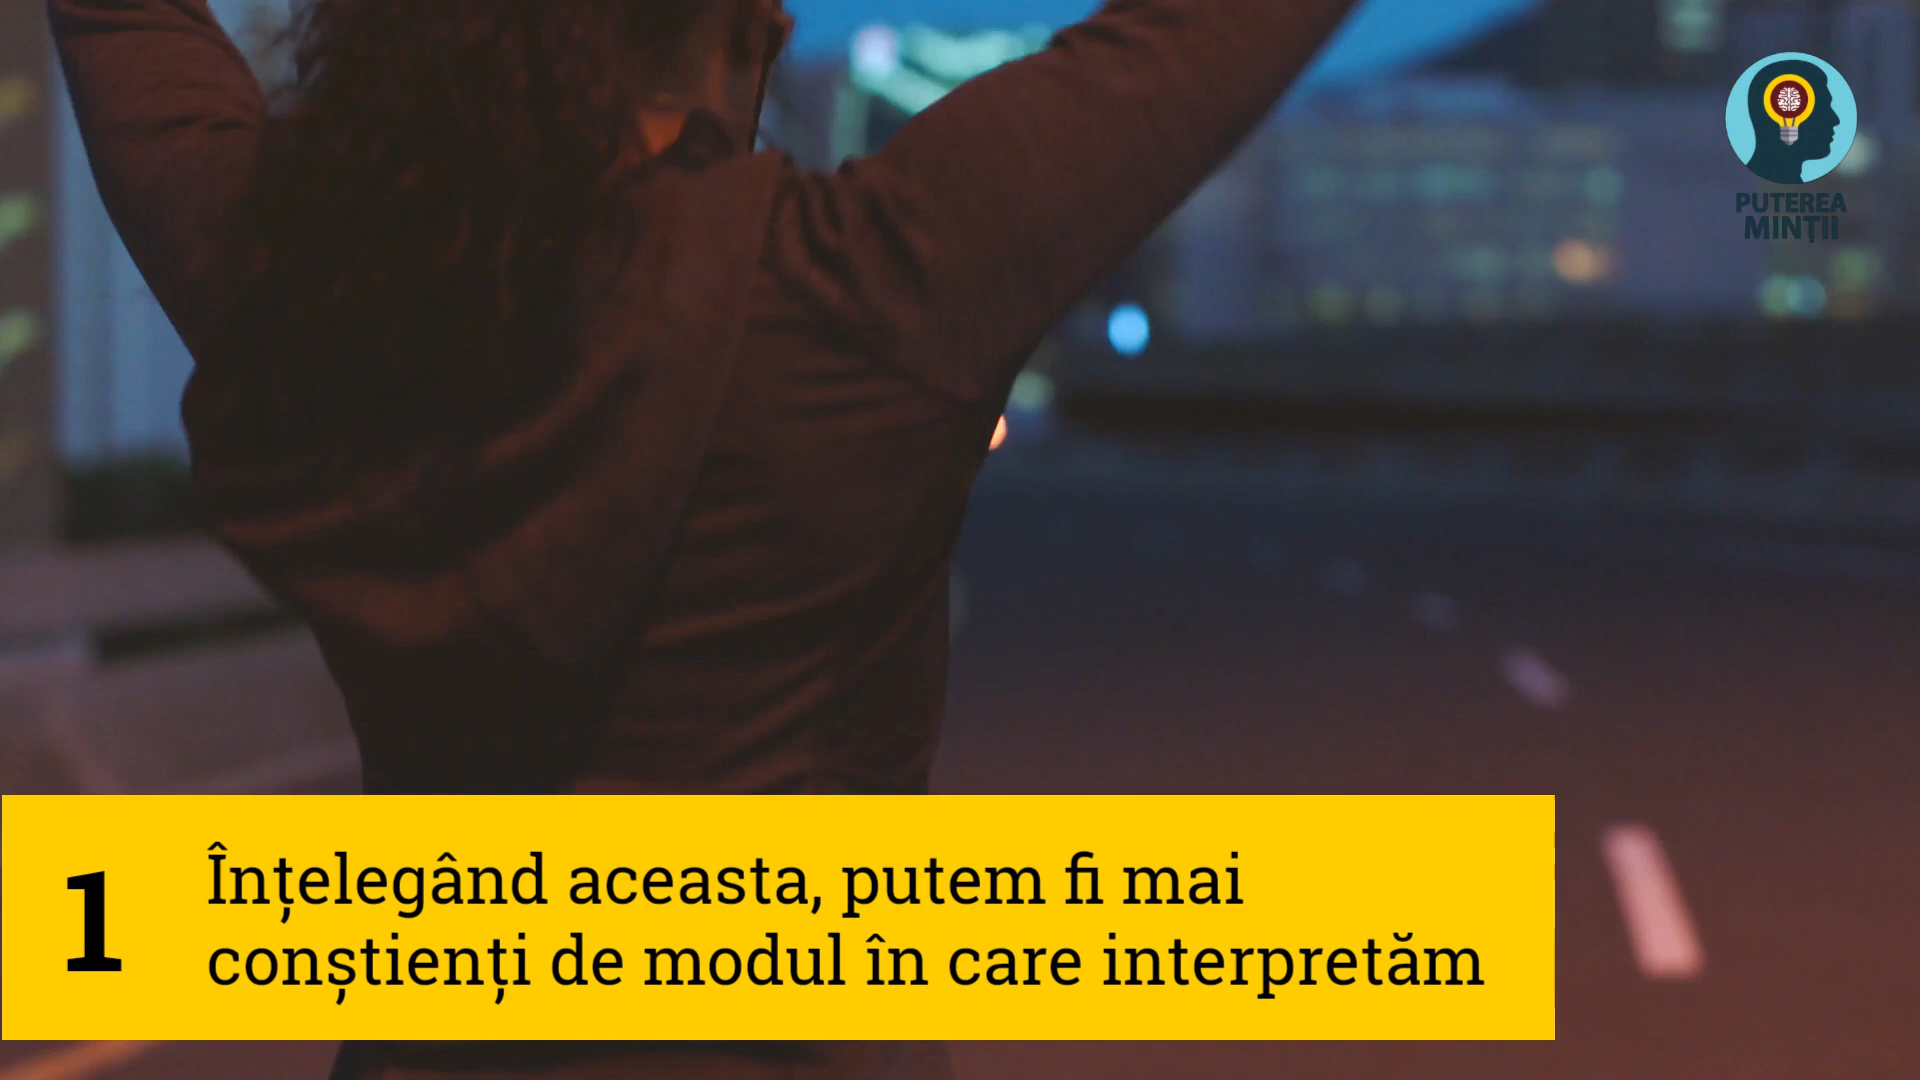 PUTEREA
MINȚII
1
Înțelegând aceasta, putem fi mai
conștienți de modul în care interpretăm